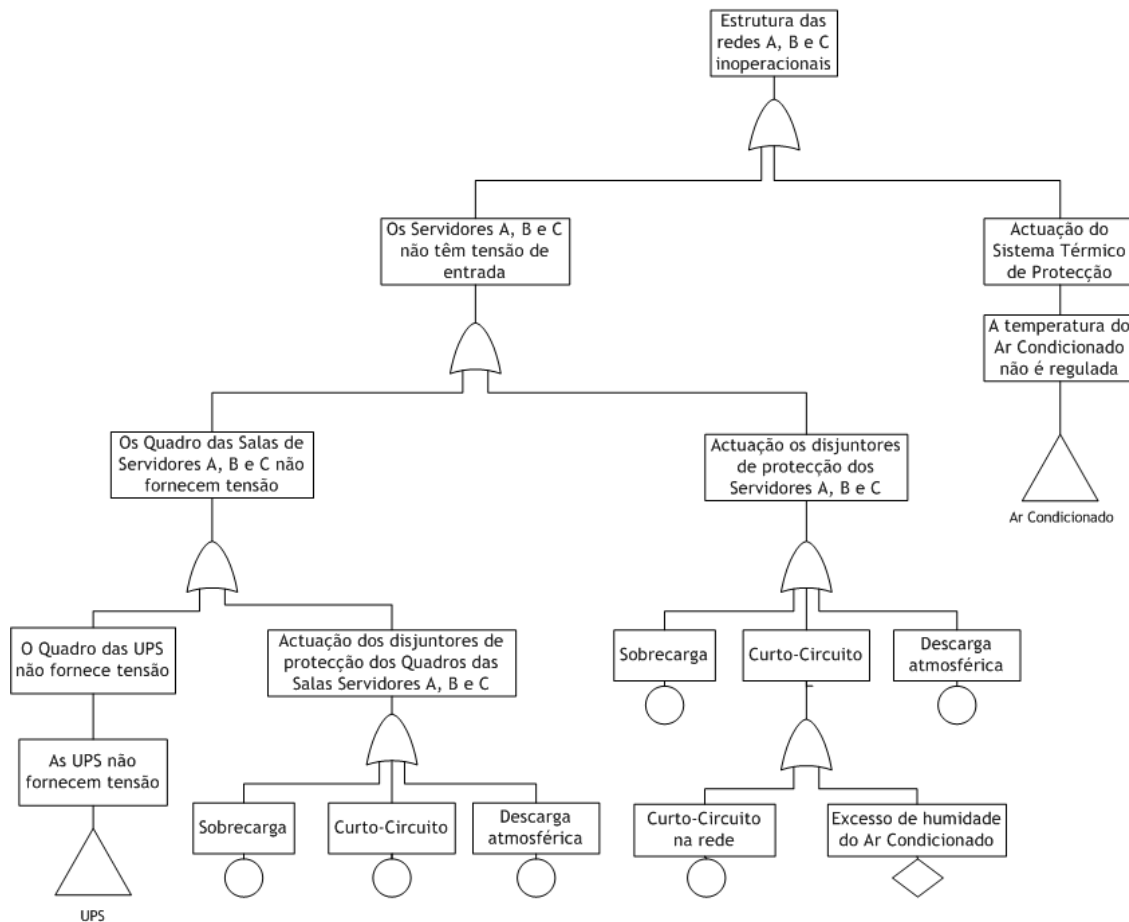 Estrutura das
redes A, B e C
inoperacionais
Os Servidores A, B e C
não têm tensão de
entrada
Actuação do
Sistema Térmico
de Protecção
A temperatura do
Ar Condicionado
não é regulada
Ar Condicionado
Os Quadro das Salas de
Servidores A, B e C não
fornecem tensão
Actuação os disjuntores
de protecção dos
Servidores A, B e C
O Quadro das UPS
não fornece tensão
Actuação dos disjuntores de
protecção dos Quadros das
Salas Servidores A, B e C
Sobrecarga
Curto-Circuito
Descarga
atmosférica
As UPS não
fornecem tensão
UPS
Sobrecarga
Curto-Circuito
Descarga
atmosférica
Curto-Circuito
na rede
Excesso de humidade
do Ar Condicionado